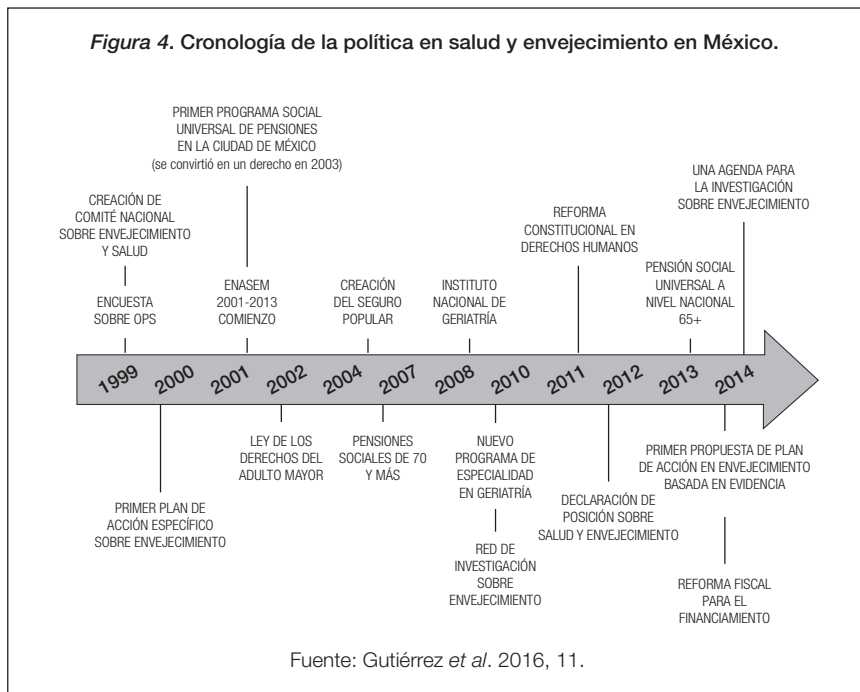 Figura 4. Cronología de la política en salud y envejecimiento en México.
PRIMER PROGRAMA SOCIAL
UNIVERSAL DE PENSIONES
EN LA CIUDAD DE MÉXICO
(se convirtió en un derecho en 2003)
UNA AGENDA PARA
LA INVESTIGACIÓN
SOBRE ENVEJECIMIENTO
CREACIÓN DE
COMITÉ NACIONAL
SOBRE ENVEJECIMIENTO
Y SALUD
REFORMA
CONSTITUCIONAL EN
DERECHOS HUMANOS
ENCUESTA
SOBRE OPS
ENASEM
2001-2013
COMIENZO
CREACIÓN
DEL SEGURO
POPULAR
INSTITUTO
NACIONAL DE
GERIATRÍA
PENSIÓN SOCIAL
UNIVERSAL A
NIVEL NACIONAL
65+
1999 2000 2001 2002 2004 2007 2008 2010 2011 2012 2013 2014
PRIMER PLAN DE
ACCIÓN ESPECÍFICO
SOBRE ENVEJECIMIENTO
LEY DE LOS
DERECHOS DEL
ADULTO MAYOR
PENSIONES
SOCIALES DE 70
Y MÁS
NUEVO
PROGRAMA DE
ESPECIALIDAD
EN GERIATRÍA
RED DE
INVESTIGACIÓN
SOBRE
ENVEJECIMIENTO
DECLARACIÓN DE
POSICIÓN SOBRE
SALUD Y ENVEJECIMIENTO
PRIMER PROPUESTA DE PLAN
DE ACCIÓN EN ENVEJECIMIENTO
BASADA EN EVIDENCIA
REFORMA FISCAL
PARA EL
FINANCIAMIENTO
Fuente: Gutiérrez et al. 2016, 11.